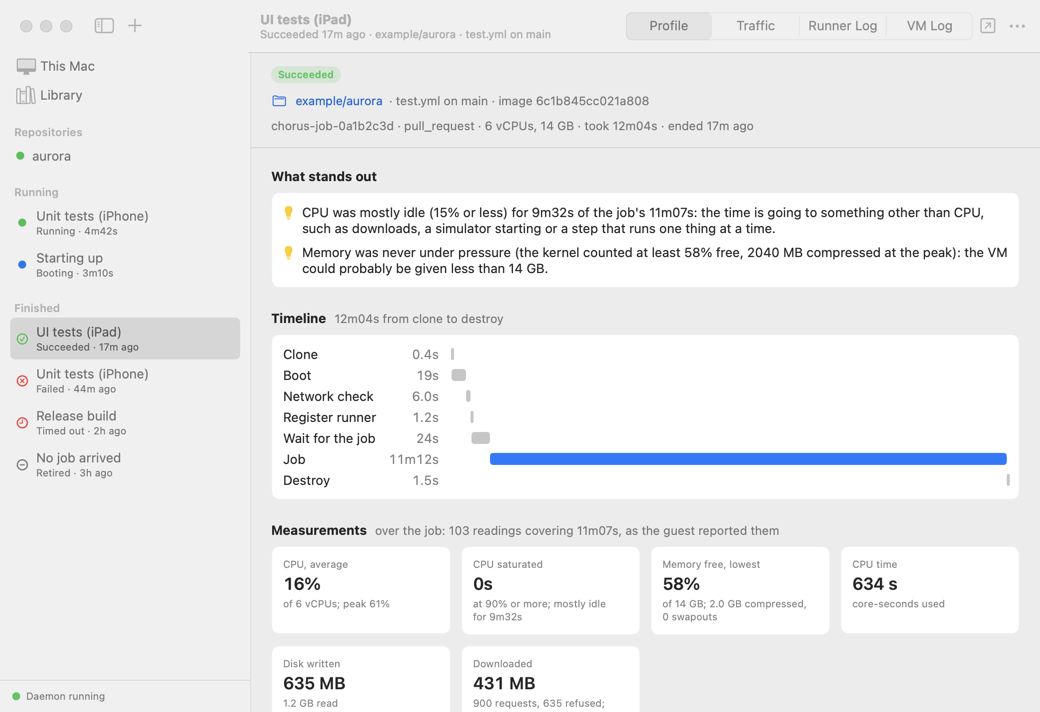 UI tests (iPad)
Succeeded 17m ago · example/aurora · test.yml on main
Profile
Traffic
Runner Log
VM Log
This Mac
Library
Repositories
aurora
Running
Unit tests (iPhone)
Running · 4m42s
Starting up
Booting · 3m10s
Finished
UI tests (iPad)
Succeeded · 17m ago
Unit tests (iPhone)
Failed · 44m ago
Release build
Timed out · 2h ago
No job arrived
Retired · 3h ago
Daemon running
Succeeded
example/aurora · test.yml on main · image 6c1b845cc021a808
chorus-job-0a1b2c3d · pull_request · 6 vCPUs, 14 GB · took 12m04s · ended 17m ago
What stands out
CPU was mostly idle (15% or less) for 9m32s of the job's 11m07s: the time is going to something other than CPU,
such as downloads, a simulator starting or a step that runs one thing at a time.
Memory was never under pressure (the kernel counted at least 58% free, 2040 MB compressed at the peak): the VM
could probably be given less than 14 GB.
Timeline 12m04s from clone to destroy
Clone 0.4s
Boot 19s
Network check 6.0s
Register runner 1.2s
Wait for the job 24s
Job 11m12s
Destroy 1.5s
Measurements over the job: 103 readings covering 11m07s, as the guest reported them
CPU, average
16%
of 6 vCPUs; peak 61%
CPU saturated
0s
at 90% or more; mostly idle
for 9m32s
Memory free, lowest
58%
of 14 GB; 2.0 GB compressed,
0 swapouts
CPU time
634 s
core-seconds used
Disk written
635 MB
1.2 GB read
Downloaded
431 MB
900 requests, 635 refused;